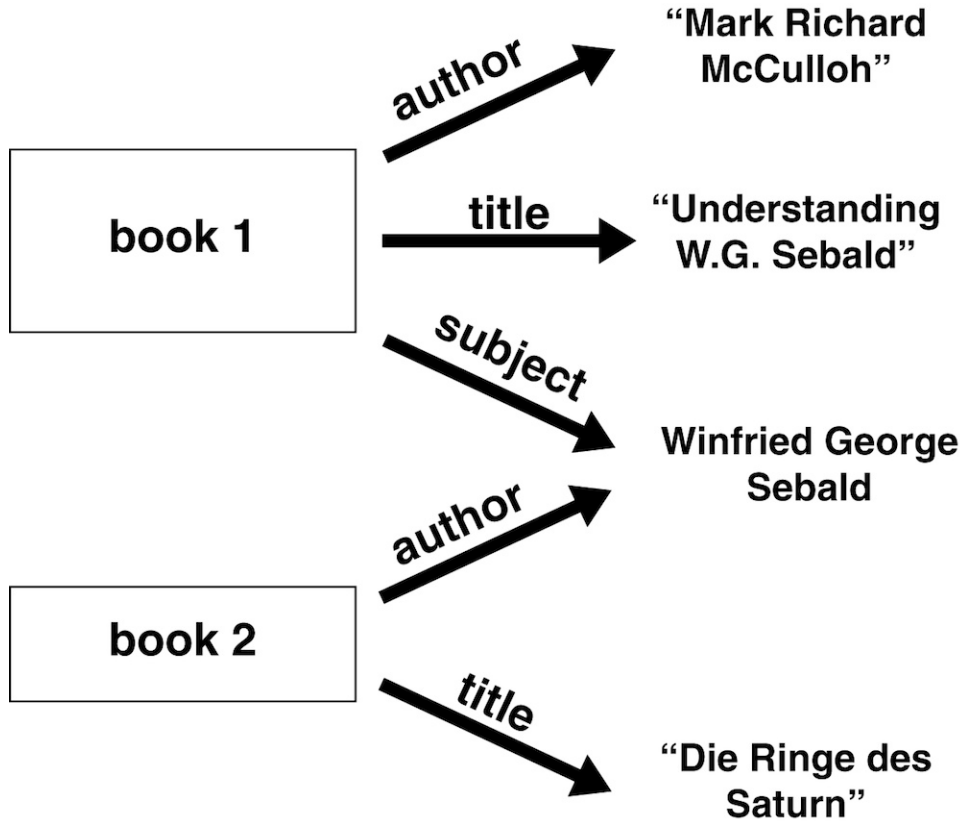 “Mark Richard
McCulloh”
author
book 1
title
“Understanding
W.G. Sebald”
subject
Winfried George
Sebald
author
book 2
title
“Die Ringe des
Saturn”